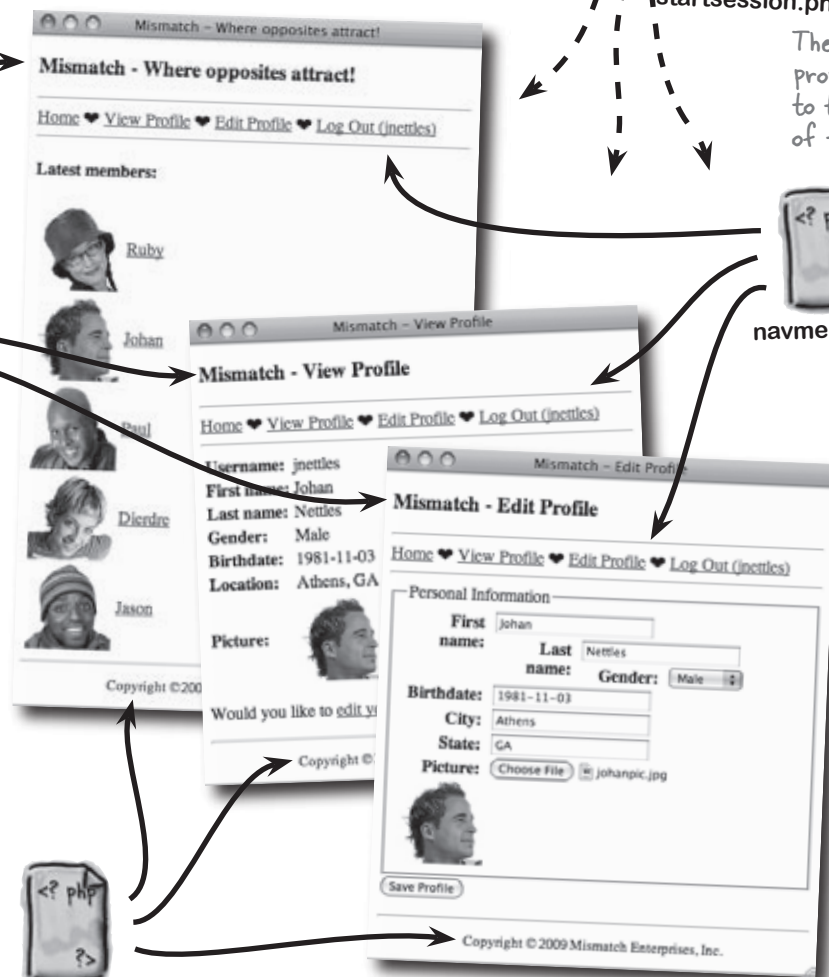 startsession.ph
The
pro
to t
of
Mismatch – Where opposites attract!
Mismatch - Where opposites attract!
Home ❤ View Profile ❤ Edit Profile ❤ Log Out (jnettles)
Latest members:
Ruby
Johan
Paul
Dierdre
Jason
Copyright ©200
<? p
navme
Mismatch – View Profile
Mismatch - View Profile
Home ❤ View Profile ❤ Edit Profile ❤ Log Out (jnettles)
Username: jnettles
First name: Johan
Last name: Nettles
Gender: Male
Birthdate: 1981-11-03
Location: Athens, GA
Picture:
Would you like to edit y
Copyright ©
Mismatch – Edit Profile
Mismatch - Edit Profile
Home ❤ View Profile ❤ Edit Profile ❤ Log Out (jnettles)
Personal Information
First name: Johan
Last name: Nettles
Gender: Male
Birthdate: 1981-11-03
City: Athens
State: GA
Picture: Choose File johanpic.jpg
Save Profile
Copyright © 2009 Mismatch Enterprises, Inc.
<? php
?>